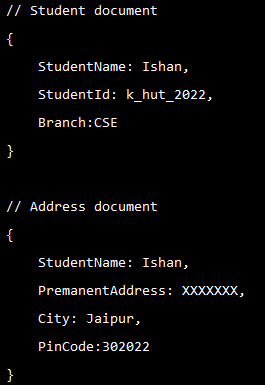 // Student document
{
StudentName: Ishan,
StudentId: k_hut_2022,
Branch:CSE
}
// Address document
{
StudentName: Ishan,
PremanentAddress: XXXXXXX,
City: Jaipur,
PinCode:302022
}